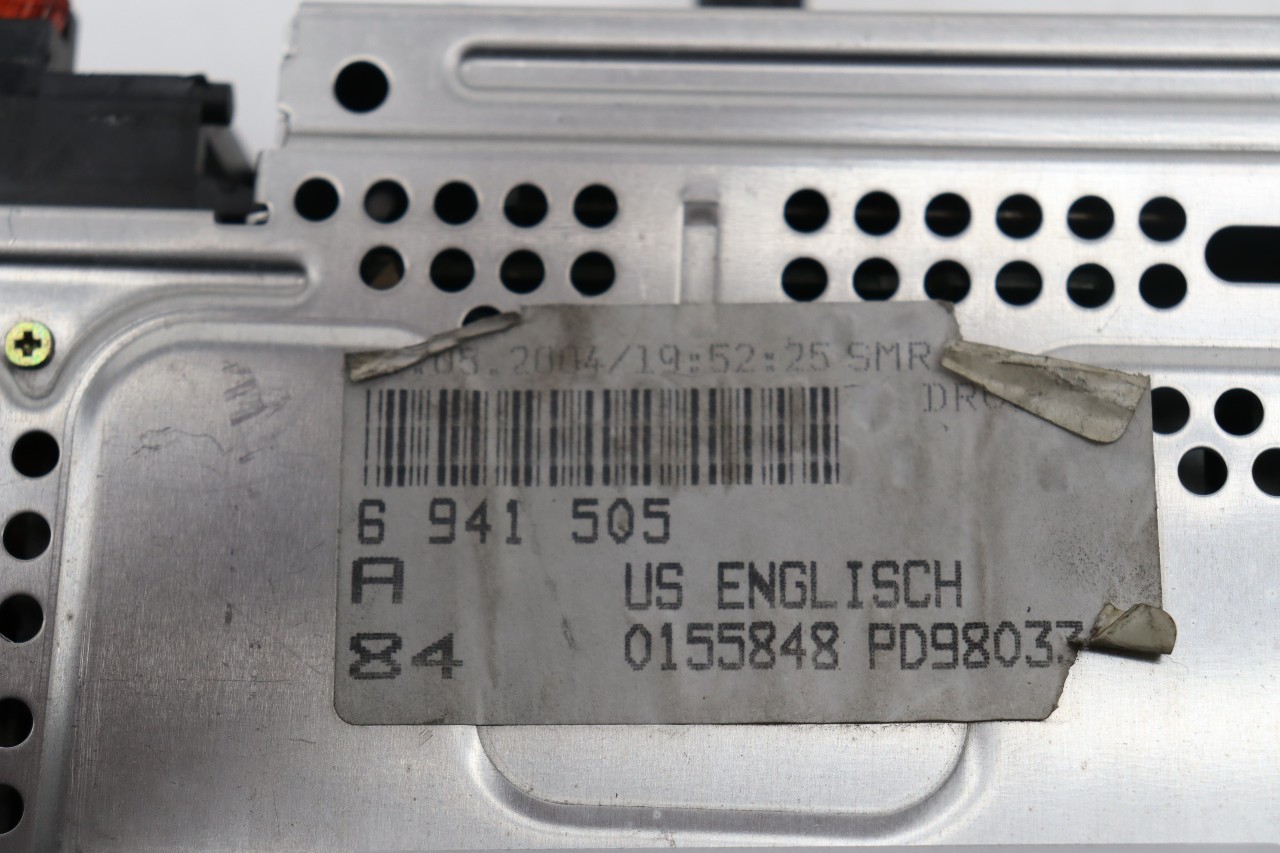 .05.2004/19:52:25 SMR
6 941 505
A US ENGLISCH
84 0155848 PD98033